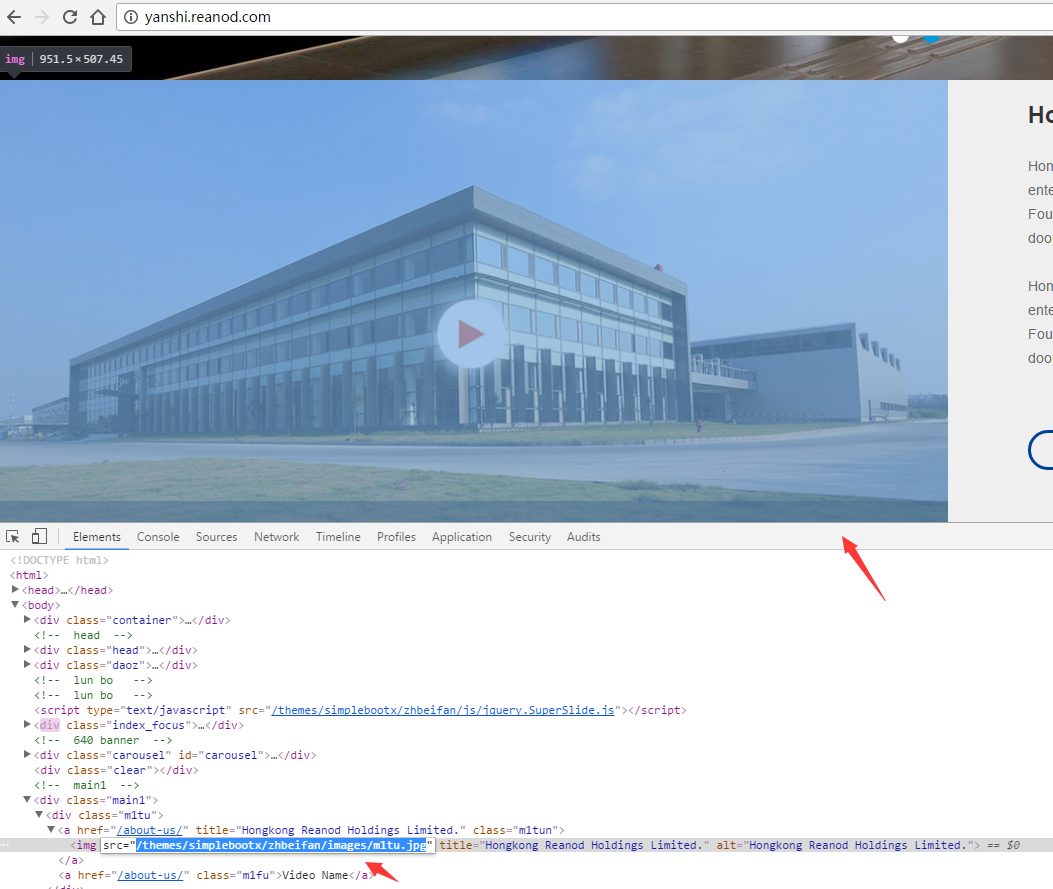 yanshi.reanod.com
img 951.5×507.45
Ho
Hon
ente
Fou
doo
Hon
ente
Fou
doo
Elements Console Sources Network Timeline Profiles Application Security Audits
<!DOCTYPE html>
<html>
<head>…</head>
<body>
<div class="container">…</div>
<!-- head -->
<div class="head">…</div>
<div class="daoz">…</div>
<!-- lun bo -->
<!-- lun bo -->
<script type="text/javascript" src="/themes/simplebootx/zhbeifan/js/jquery.SuperSlide.js"></script>
<div class="index_focus">…</div>
<!-- 640 banner -->
<div class="carousel" id="carousel">…</div>
<div class="clear"></div>
<!-- main1 -->
<div class="main1">
<div class="m1tu">
<a href="/about-us/" title="Hongkong Reanod Holdings Limited." class="m1tun">
<img src="/themes/simplebootx/zhbeifan/images/m1tu.jpg" title="Hongkong Reanod Holdings Limited." alt="Hongkong Reanod Holdings Limited."> == $0
</a>
<a href="/about-us/" class="m1fu">Video Name</a>